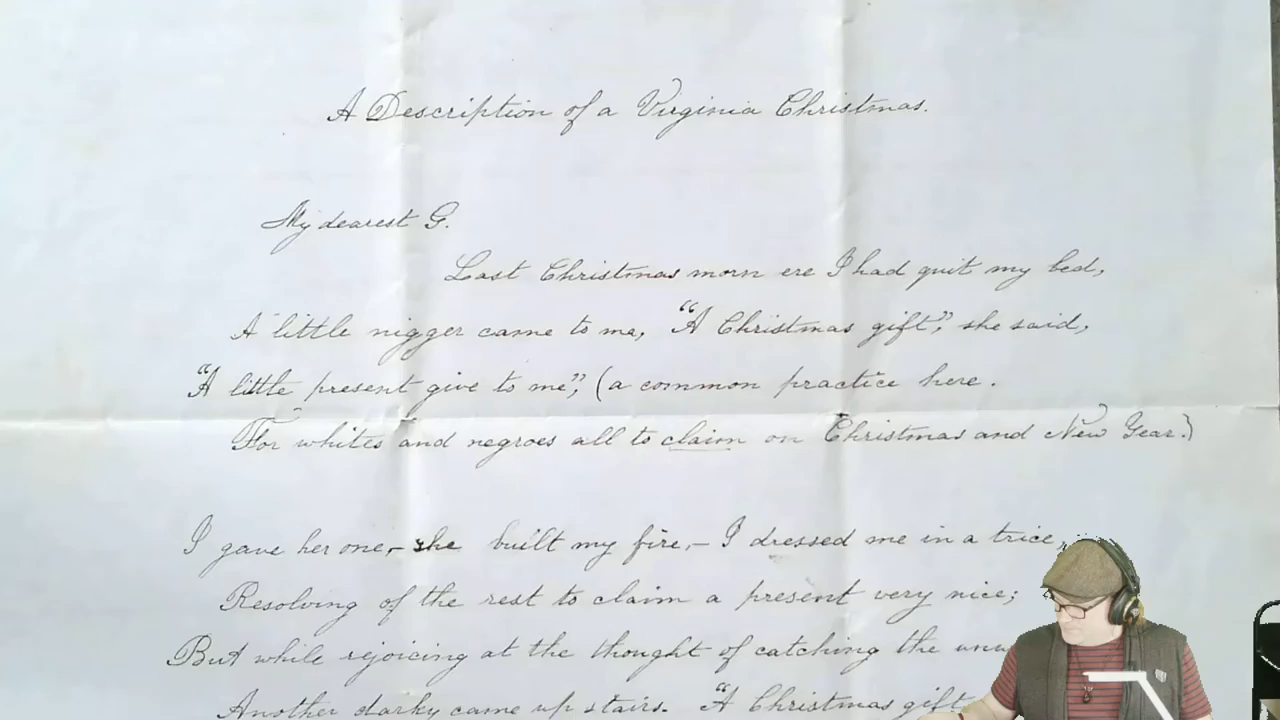 A Description of a Virginia Christmas.
My dearest G.
Last Christmas morn ere I had quit my bed,
A little nigger came to me, "A Christmas gift," she said,
"A little present give to me", (a common practice here.
For whites and negroes all to claim on Christmas and New Year.)
I gave her one,- she built my fire,- I dressed me in a trice,
Resolving of the rest to claim a present very nice;
But while rejoicing at the thought of catching the
Another darky came up stairs. "A Christmas gift